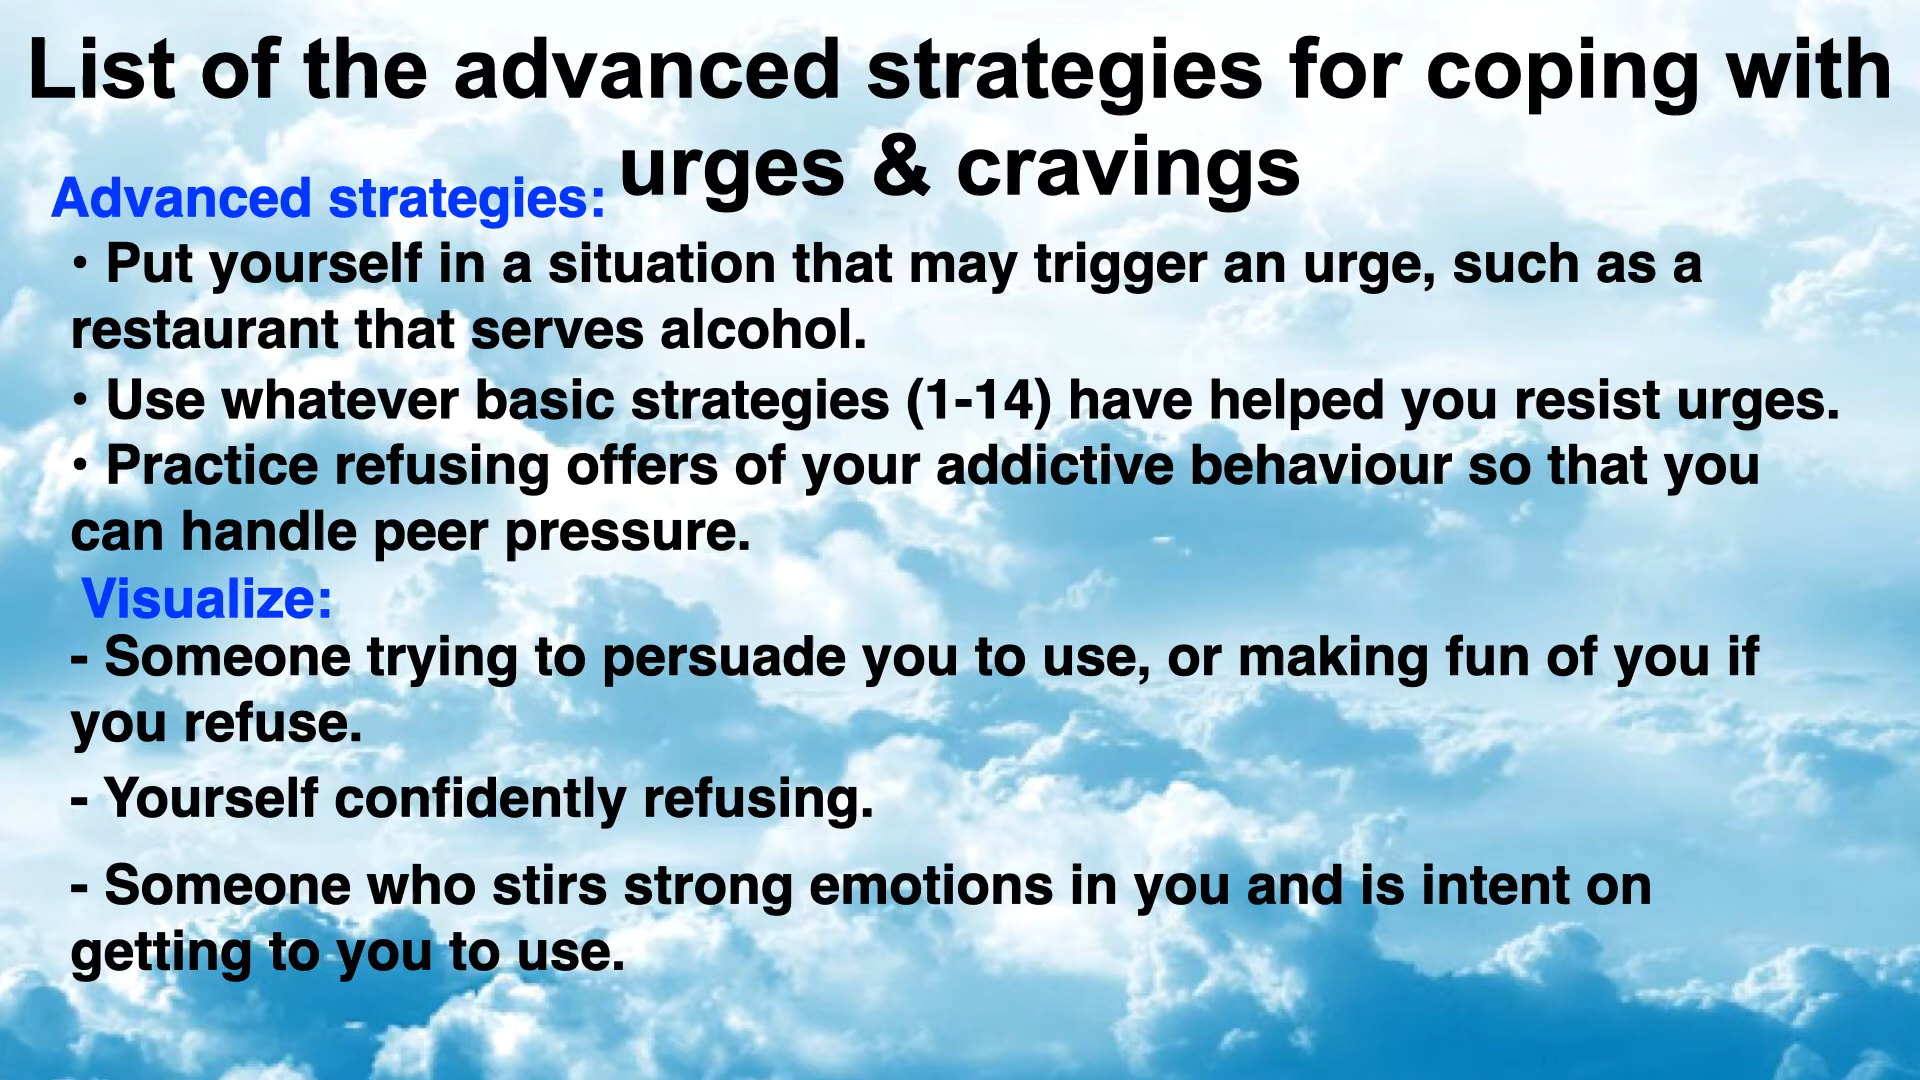 List of the advanced strategies for coping with
urges & cravings
Advanced strategies:
• Put yourself in a situation that may trigger an urge, such as a
restaurant that serves alcohol.
• Use whatever basic strategies (1-14) have helped you resist urges.
• Practice refusing offers of your addictive behaviour so that you
can handle peer pressure.
Visualize:
- Someone trying to persuade you to use, or making fun of you if
you refuse.
- Yourself confidently refusing.
- Someone who stirs strong emotions in you and is intent on
getting to you to use.